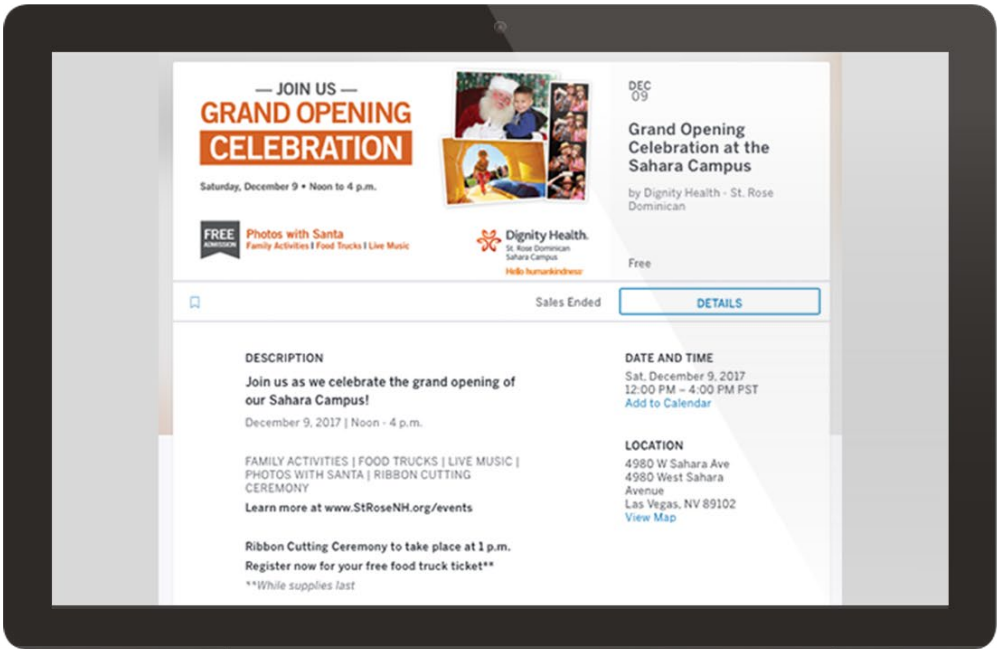 — JOIN US —
GRAND OPENING
CELEBRATION
Saturday, December 9 • Noon to 4 p.m.
FREE
ADMISSION
Photos with Santa
Family Activities | Food Trucks | Live Music
Dignity Health.
St. Rose Dominican
Sahara Campus
Hello humankindness
DEC
09
Grand Opening
Celebration at the
Sahara Campus
by Dignity Health - St. Rose
Dominican
Free
Sales Ended
DETAILS
DESCRIPTION
Join us as we celebrate the grand opening of
our Sahara Campus!
December 9, 2017 | Noon - 4 p.m.
FAMILY ACTIVITIES | FOOD TRUCKS | LIVE MUSIC |
PHOTOS WITH SANTA | RIBBON CUTTING
CEREMONY
Learn more at www.StRoseNH.org/events
Ribbon Cutting Ceremony to take place at 1 p.m.
Register now for your free food truck ticket**
**While supplies last
DATE AND TIME
Sat, December 9, 2017
12:00 PM – 4:00 PM PST
Add to Calendar
LOCATION
4980 W Sahara Ave
4980 West Sahara
Avenue
Las Vegas, NV 89102
View Map